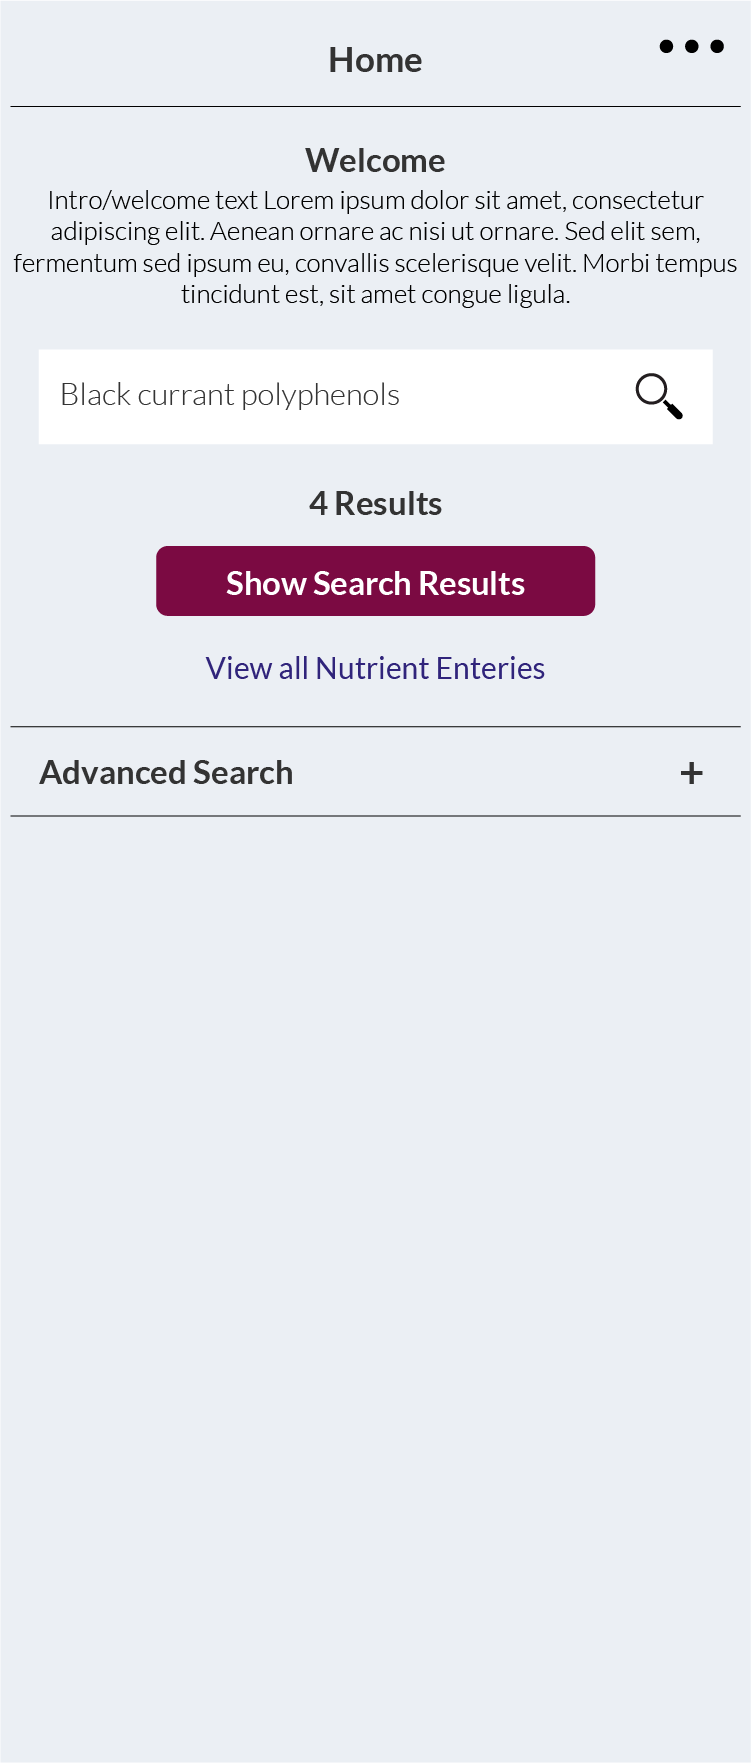 Home
Welcome
Intro/welcome text Lorem ipsum dolor sit amet, consectetur
adipiscing elit. Aenean ornare ac nisi ut ornare. Sed elit sem,
fermentum sed ipsum eu, convallis scelerisque velit. Morbi tempus
tincidunt est, sit amet congue ligula.
Black currant polyphenols
4 Results
Show Search Results
View all Nutrient Enteries
Advanced Search +